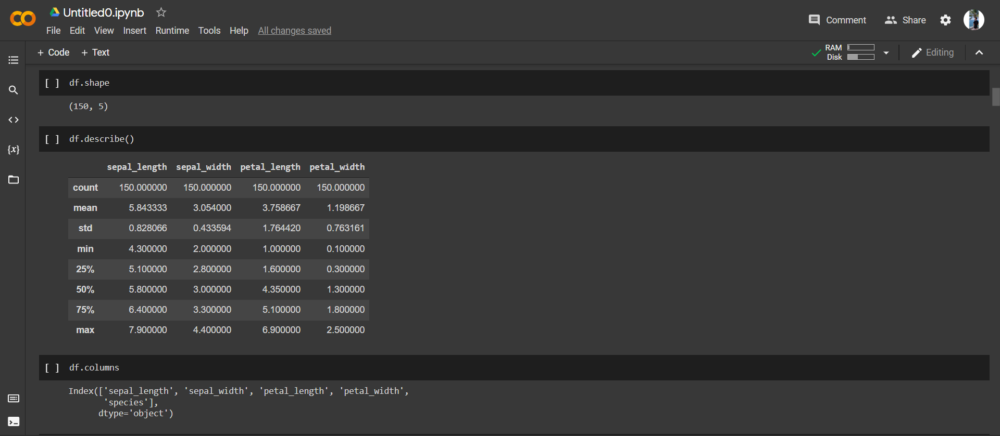 Untitled0.ipynb
File Edit View Insert Runtime Tools Help All changes saved
Comment Share
+ Code + Text
RAM
Disk
Editing
[ ] df.shape
(150, 5)
[ ] df.describe()
sepal_length sepal_width petal_length petal_width
count 150.000000 150.000000 150.000000 150.000000
mean 5.843333 3.054000 3.758667 1.198667
std 0.828066 0.433594 1.764420 0.763161
min 4.300000 2.000000 1.000000 0.100000
25% 5.100000 2.800000 1.600000 0.300000
50% 5.800000 3.000000 4.350000 1.300000
75% 6.400000 3.300000 5.100000 1.800000
max 7.900000 4.400000 6.900000 2.500000
[ ] df.columns
Index(['sepal_length', 'sepal_width', 'petal_length', 'petal_width',
'species'],
dtype='object')